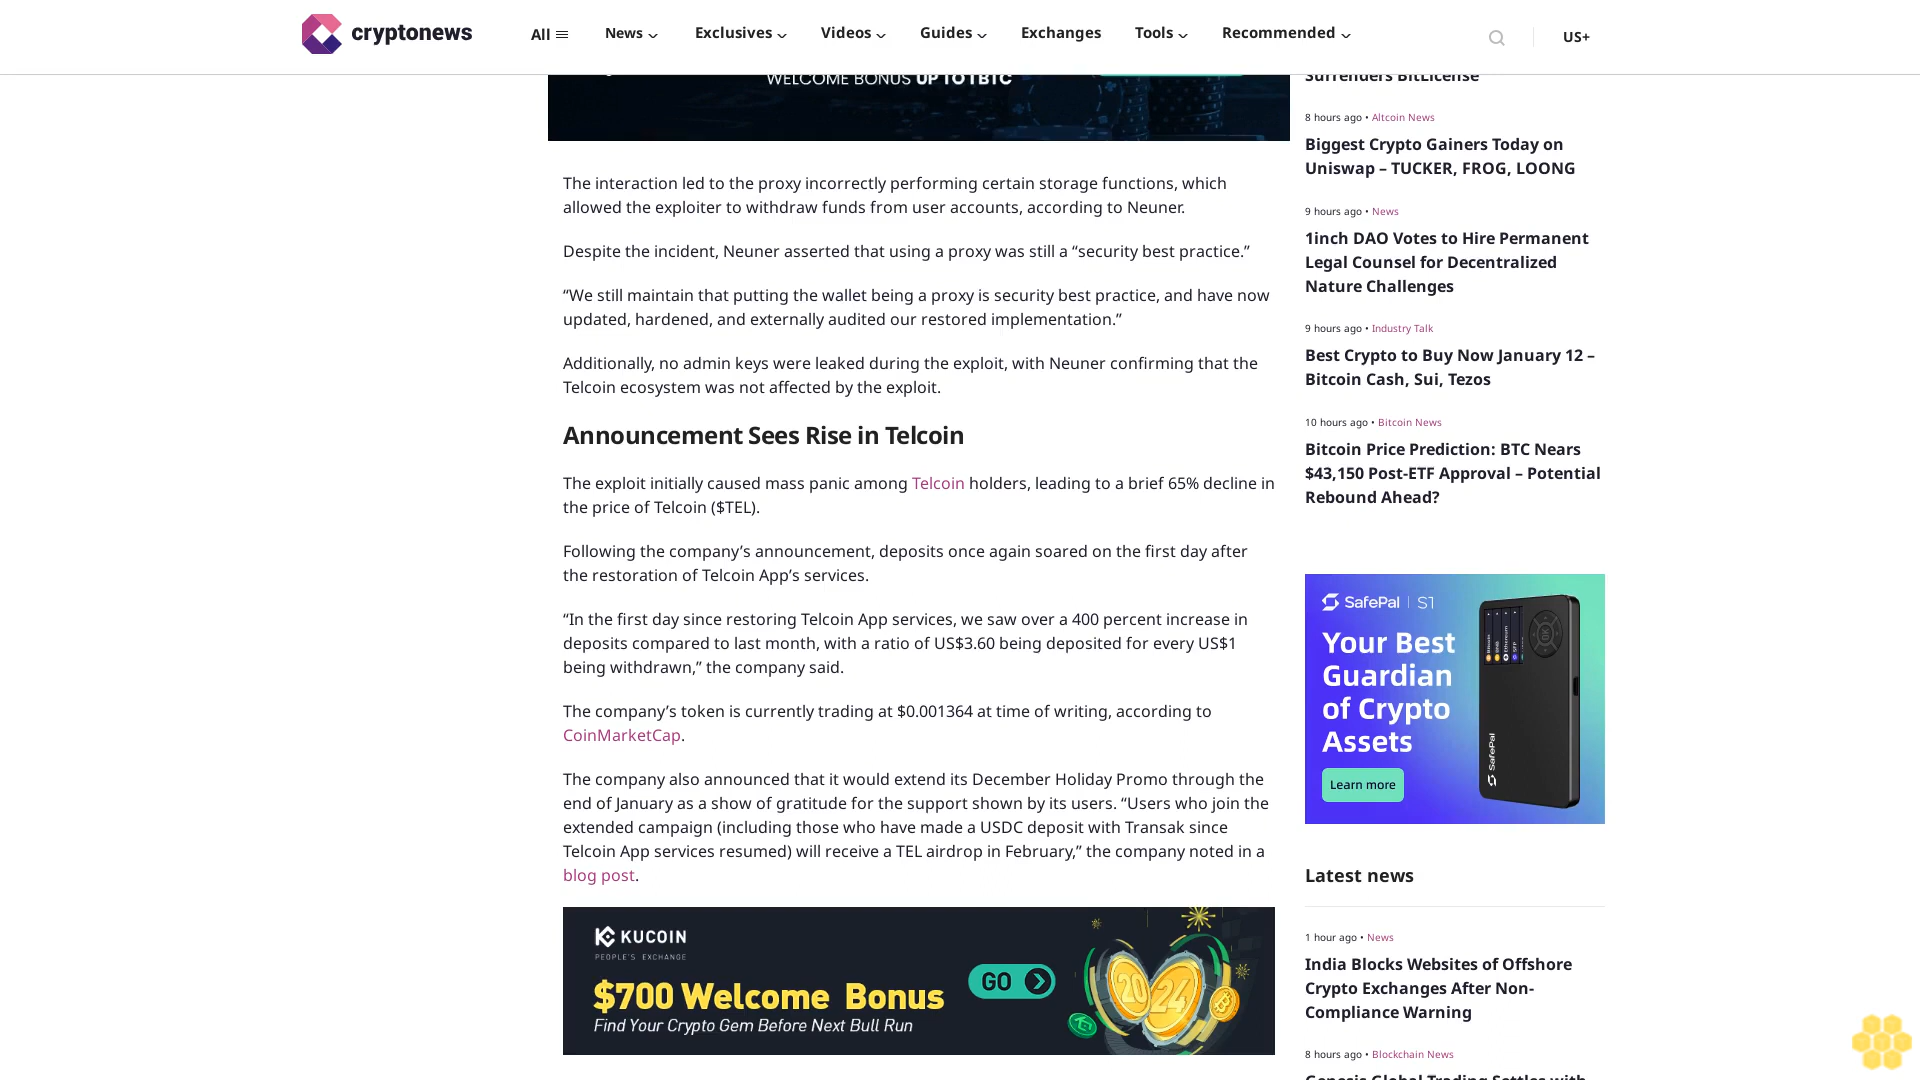 cryptonews
All
News
Exclusives
Videos
Guides
Exchanges
Tools
Recommended
US+
WELCOME BONUS UP TO 1 BTC
The interaction led to the proxy incorrectly performing certain storage functions, which
allowed the exploiter to withdraw funds from user accounts, according to Neuner.
Despite the incident, Neuner asserted that using a proxy was still a “security best practice.”
“We still maintain that putting the wallet being a proxy is security best practice, and have now
updated, hardened, and externally audited our restored implementation.”
Additionally, no admin keys were leaked during the exploit, with Neuner confirming that the
Telcoin ecosystem was not affected by the exploit.
Announcement Sees Rise in Telcoin
The exploit initially caused mass panic among Telcoin holders, leading to a brief 65% decline in
the price of Telcoin ($TEL).
Following the company’s announcement, deposits once again soared on the first day after
the restoration of Telcoin App’s services.
“In the first day since restoring Telcoin App services, we saw over a 400 percent increase in
deposits compared to last month, with a ratio of US$3.60 being deposited for every US$1
being withdrawn,” the company said.
The company’s token is currently trading at $0.001364 at time of writing, according to
CoinMarketCap.
The company also announced that it would extend its December Holiday Promo through the
end of January as a show of gratitude for the support shown by its users. “Users who join the
extended campaign (including those who have made a USDC deposit with Transak since
Telcoin App services resumed) will receive a TEL airdrop in February,” the company noted in a
blog post.
KUCOIN
PEOPLE'S EXCHANGE
$700 Welcome Bonus
Find Your Crypto Gem Before Next Bull Run
GO
20
24
Surrenders BitLicense
8 hours ago • Altcoin News
Biggest Crypto Gainers Today on
Uniswap – TUCKER, FROG, LOONG
9 hours ago • News
1inch DAO Votes to Hire Permanent
Legal Counsel for Decentralized
Nature Challenges
9 hours ago • Industry Talk
Best Crypto to Buy Now January 12 –
Bitcoin Cash, Sui, Tezos
10 hours ago • Bitcoin News
Bitcoin Price Prediction: BTC Nears
$43,150 Post-ETF Approval – Potential
Rebound Ahead?
SafePal | S1
Your Best
Guardian
of Crypto
Assets
Learn more
OK
SafePal
Latest news
1 hour ago • News
India Blocks Websites of Offshore
Crypto Exchanges After Non-
Compliance Warning
8 hours ago • Blockchain News
Genesis Global Trading Settles with